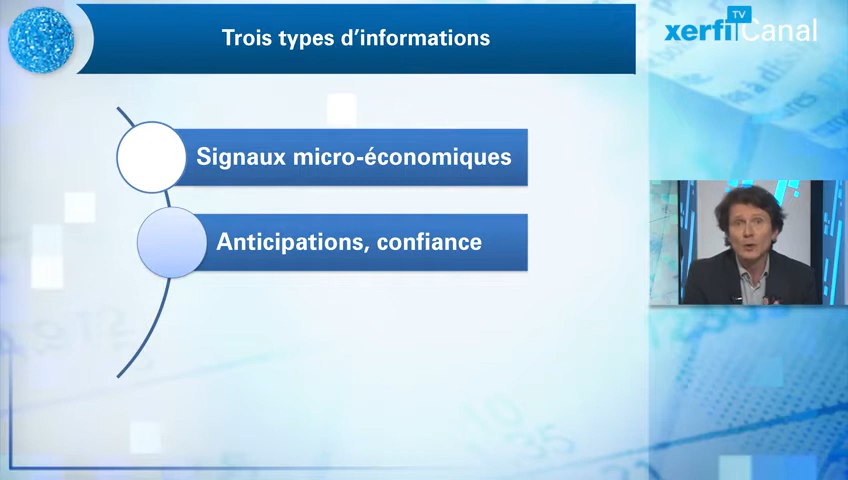 Trois types d’informations
xerfi TV Canal
Signaux micro-économiques
Anticipations, confiance